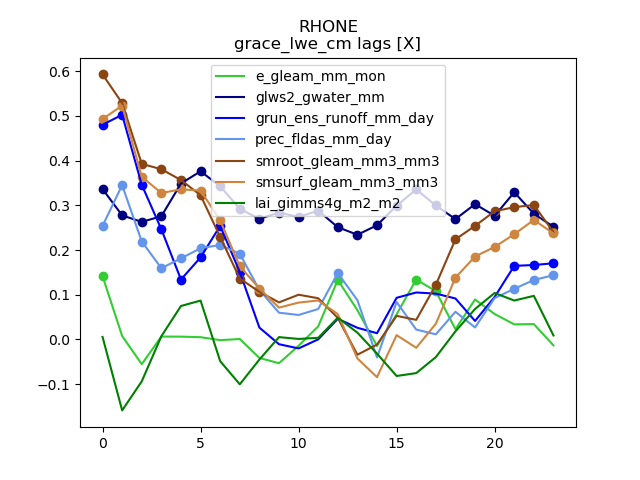 RHONE
grace_lwe_cm lags [X]
e_gleam_mm_mon
glws2_gwater_mm
grun_ens_runoff_mm_day
prec_fldas_mm_day
smroot_gleam_mm3_mm3
smsurf_gleam_mm3_mm3
lai_gimms4g_m2_m2
0.6
0.5
0.4
0.3
0.2
0.1
0.0
−0.1
0 5 10 15 20